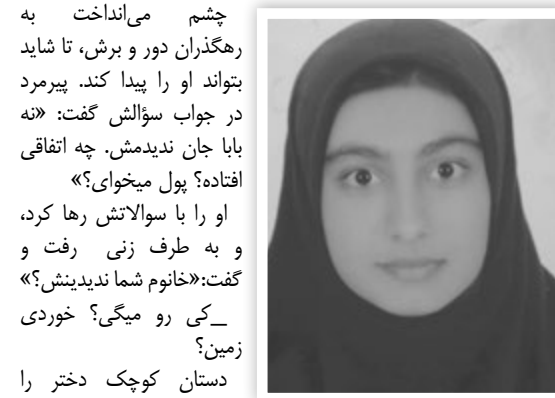 چشم می‌انداخت به
رهگذران دور و برش، تا شاید
بتواند او را پیدا کند. پیرمرد
در جواب سؤالش گفت: «نه
بابا جان ندیدمش. چه اتفاقی
افتاده؟ پول میخوای؟»
او را با سوالاتش رها کرد،
و به طرف زنی رفت و
گفت:«خانوم شما ندیدینش؟»
_کی رو میگی؟ خوردی
زمین؟
دستان کوچک دختر را